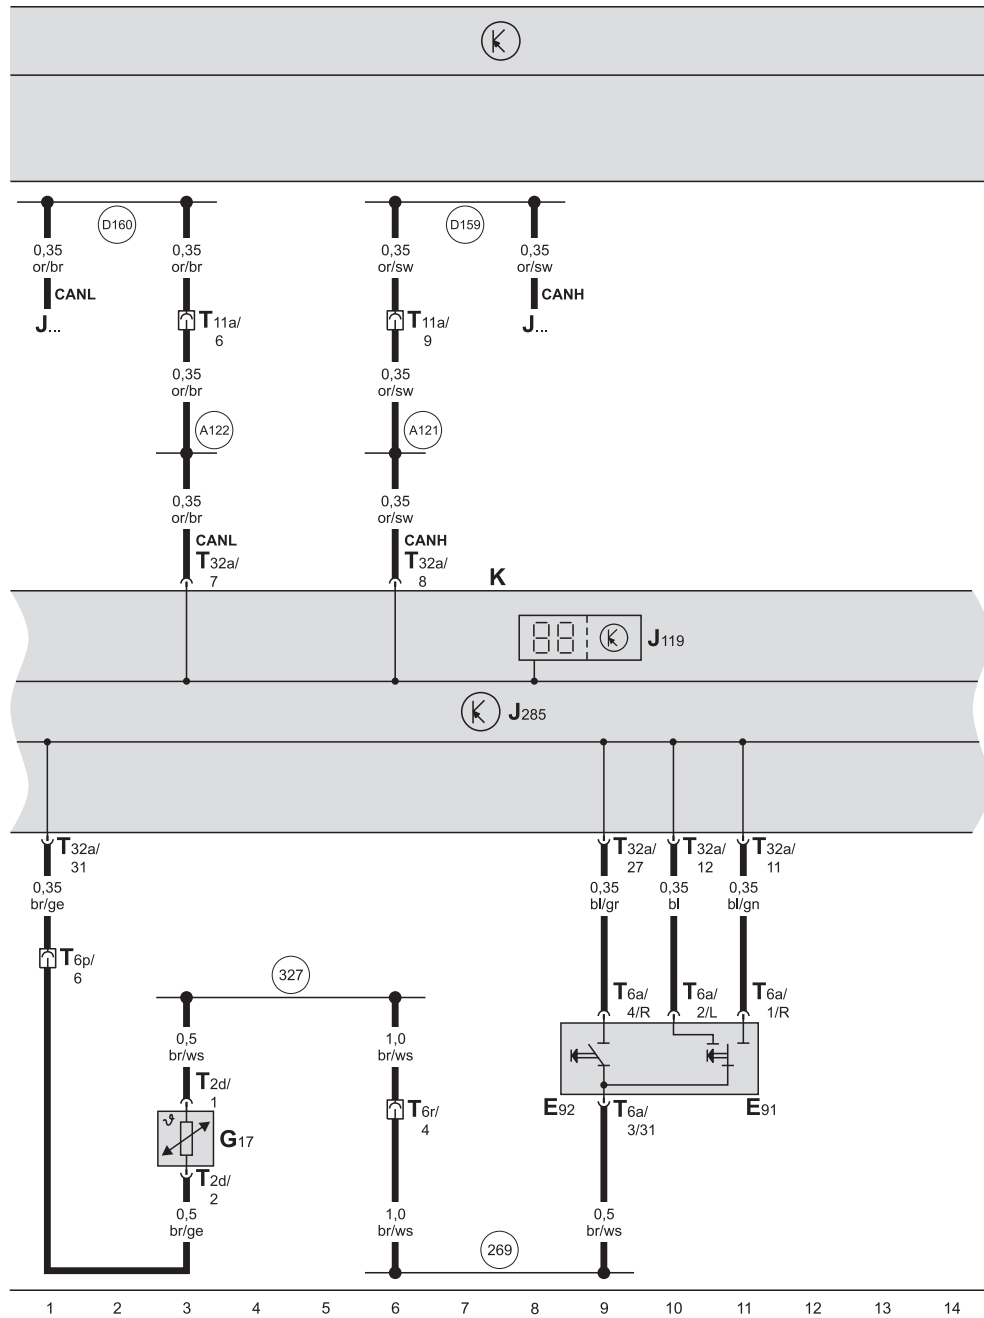 D160
D159
0,35
or/br
0,35
or/br
0,35
or/sw
0,35
or/sw
CANL
CANH
J...
T11a/
6
T11a/
9
J...
0,35
or/br
0,35
or/sw
A122
A121
0,35
or/br
0,35
or/sw
CANL
T32a/
7
CANH
T32a/
8
K
J119
J285
T32a/
31
T32a/
27
T32a/
12
T32a/
11
0,35
br/ge
0,35
bl/gr
0,35
bl
0,35
bl/gn
T6p/
6
327
T6a/
4/R
T6a/
2/L
T6a/
1/R
0,5
br/ws
1,0
br/ws
T2d/
1
T6r/
4
E92
T6a/
3/31
E91
ϑ
G17
T2d/
2
0,5
br/ge
1,0
br/ws
0,5
br/ws
269
1 2 3 4 5 6 7 8 9 10 11 12 13 14